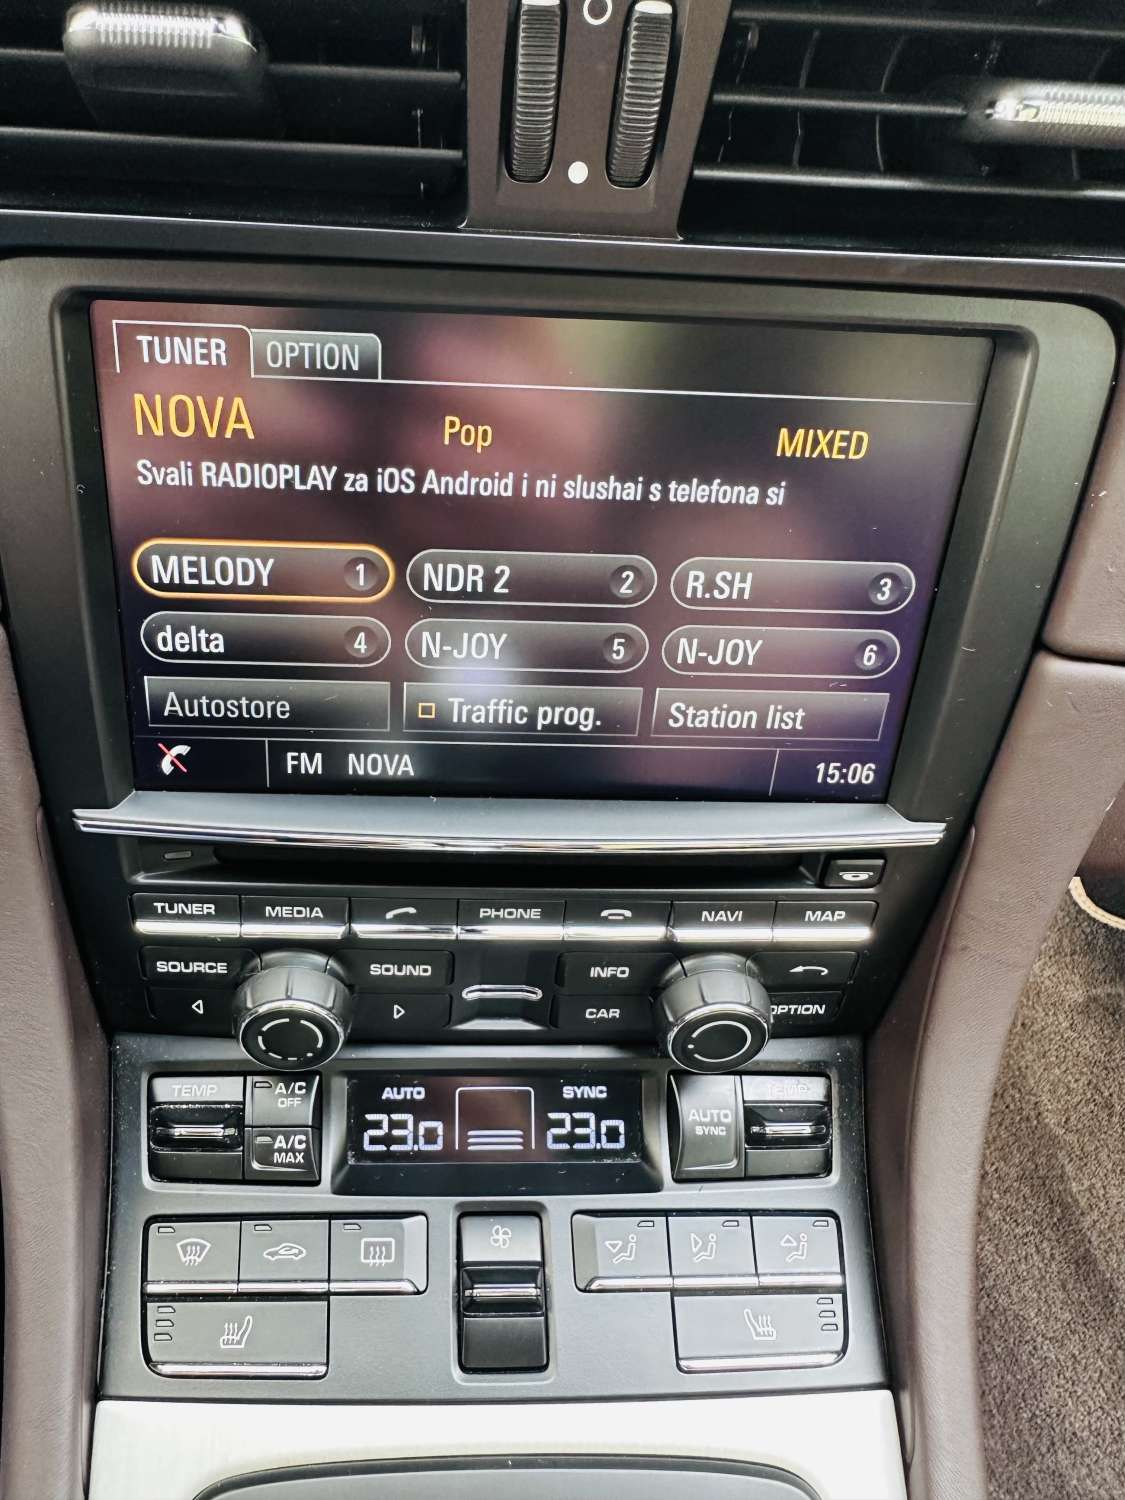 TUNER OPTION
NOVA Pop MIXED
Svali RADIOPLAY za iOS Android i ni slushai s telefona si
MELODY 1 NDR 2 2 R.SH 3
delta 4 N-JOY 5 N-JOY 6
Autostore Traffic prog. Station list
FM NOVA 15:06
TUNER MEDIA PHONE NAVI MAP
SOURCE SOUND INFO
CAR OPTION
TEMP A/C OFF AUTO SYNC TEMP
23.0 23.0 AUTO SYNC
A/C MAX